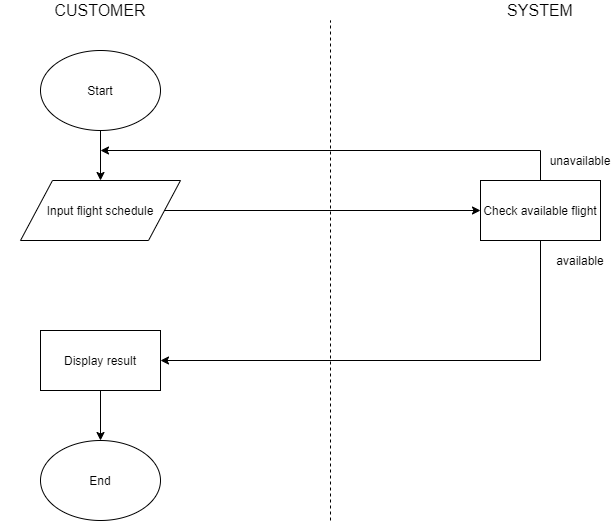 CUSTOMER
SYSTEM
Start
unavailable
Input flight schedule
Check available flight
available
Display result
End